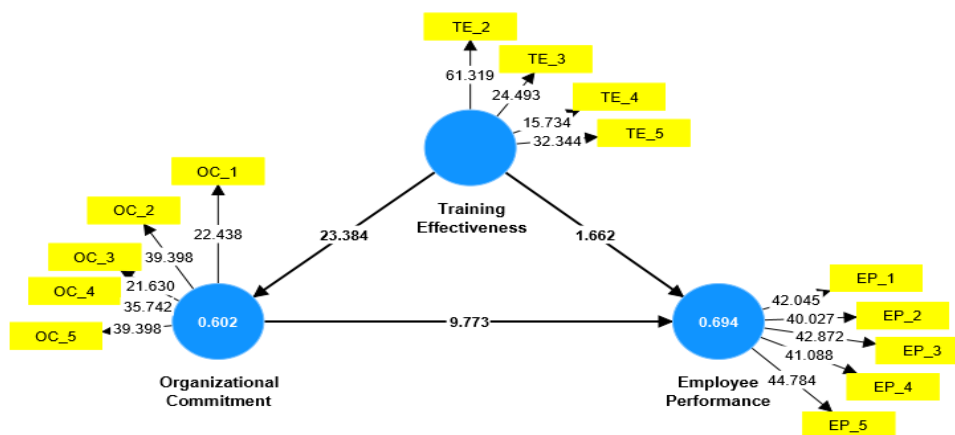 TE_2
TE_3
61.319
24.493
TE_4
15.734
TE_5
32.344
OC_1
Training
Effectiveness
OC_2
22.438
23.384
1.662
39.398
OC_3
21.630
OC_4
35.742
OC_5
39.398
0.602
9.773
0.694
EP_1
42.045
EP_2
40.027
42.872
EP_3
41.088
EP_4
44.784
EP_5
Organizational
Commitment
Employee
Performance